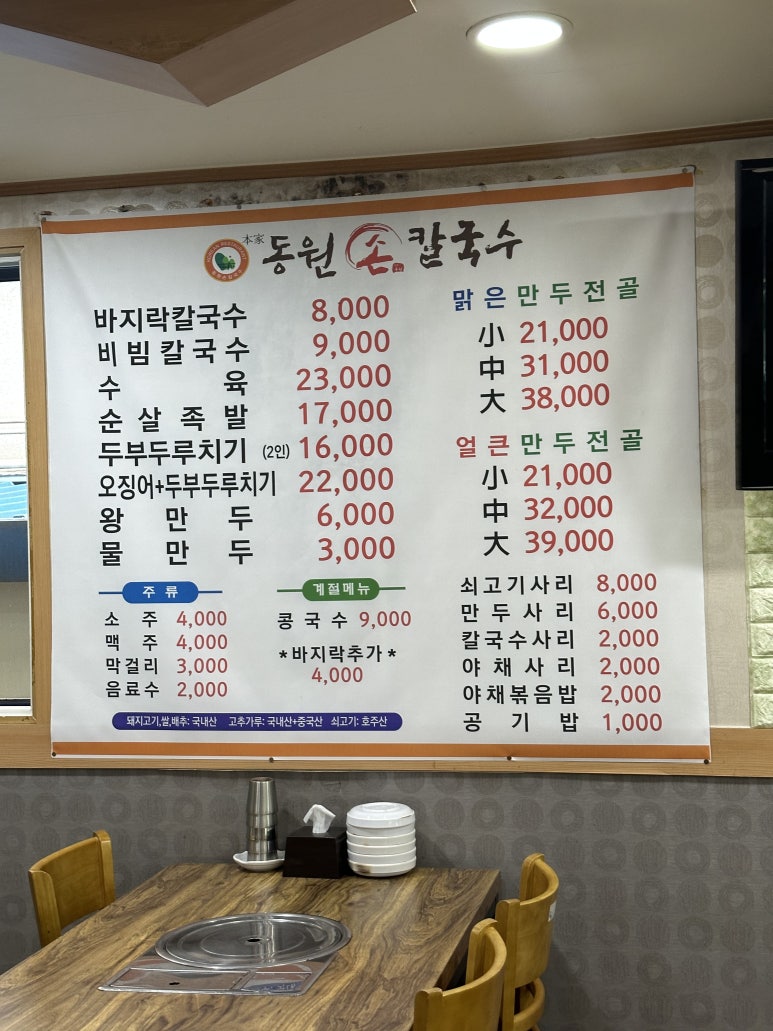 本家 동원 손 칼국수
바지락칼국수 8,000
비빔칼국수 9,000
수육 23,000
순살족발 17,000
두부두루치기 (2인) 16,000
오징어+두부두루치기 22,000
왕만두 6,000
물만두 3,000
주류
소주 4,000
맥주 4,000
막걸리 3,000
음료수 2,000
계절메뉴
콩국수 9,000
*바지락추가*
4,000
돼지고기,쌀,배추: 국내산 고추가루: 국내산+중국산 쇠고기: 호주산
맑은만두전골
小 21,000
中 31,000
大 38,000
얼큰만두전골
小 21,000
中 32,000
大 39,000
쇠고기사리 8,000
만두사리 6,000
칼국수사리 2,000
야채사리 2,000
야채볶음밥 2,000
공기밥 1,000